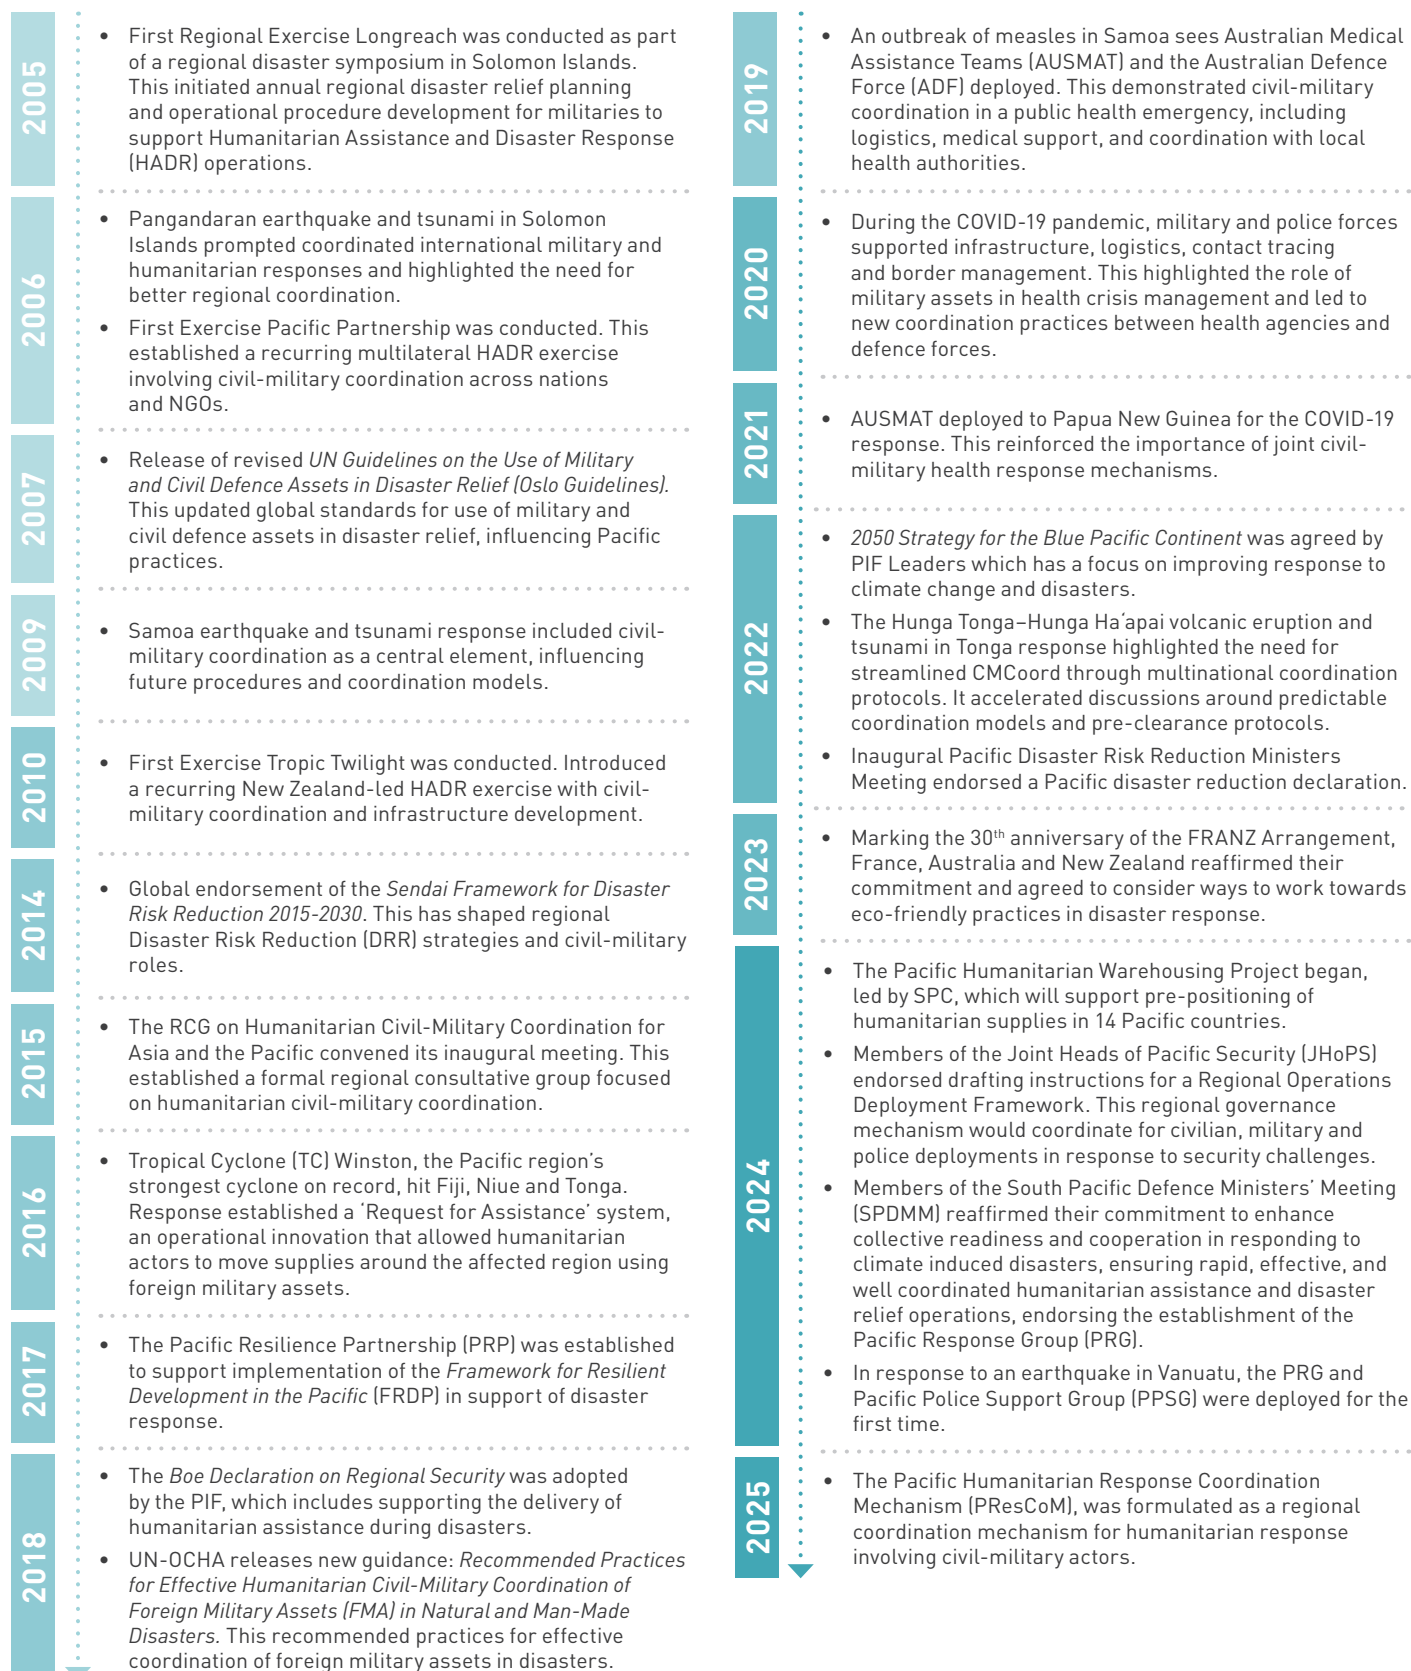 2005
• First Regional Exercise Longreach was conducted as part
of a regional disaster symposium in Solomon Islands.
This initiated annual regional disaster relief planning
and operational procedure development for militaries to
support Humanitarian Assistance and Disaster Response
(HADR) operations.
2006
• Pangandaran earthquake and tsunami in Solomon
Islands prompted coordinated international military and
humanitarian responses and highlighted the need for
better regional coordination.
• First Exercise Pacific Partnership was conducted. This
established a recurring multilateral HADR exercise
involving civil-military coordination across nations
and NGOs.
2007
• Release of revised UN Guidelines on the Use of Military
and Civil Defence Assets in Disaster Relief (Oslo Guidelines).
This updated global standards for use of military and
civil defence assets in disaster relief, influencing Pacific
practices.
2009
• Samoa earthquake and tsunami response included civil-
military coordination as a central element, influencing
future procedures and coordination models.
2010
• First Exercise Tropic Twilight was conducted. Introduced
a recurring New Zealand-led HADR exercise with civil-
military coordination and infrastructure development.
2014
• Global endorsement of the Sendai Framework for Disaster
Risk Reduction 2015-2030. This has shaped regional
Disaster Risk Reduction (DRR) strategies and civil-military
roles.
2015
• The RCG on Humanitarian Civil-Military Coordination for
Asia and the Pacific convened its inaugural meeting. This
established a formal regional consultative group focused
on humanitarian civil-military coordination.
2016
• Tropical Cyclone (TC) Winston, the Pacific region's
strongest cyclone on record, hit Fiji, Niue and Tonga.
Response established a 'Request for Assistance' system,
an operational innovation that allowed humanitarian
actors to move supplies around the affected region using
foreign military assets.
2017
• The Pacific Resilience Partnership (PRP) was established
to support implementation of the Framework for Resilient
Development in the Pacific (FRDP) in support of disaster
response.
2018
• The Boe Declaration on Regional Security was adopted
by the PIF, which includes supporting the delivery of
humanitarian assistance during disasters.
• UN-OCHA releases new guidance: Recommended Practices
for Effective Humanitarian Civil-Military Coordination of
Foreign Military Assets (FMA) in Natural and Man-Made
Disasters. This recommended practices for effective
coordination of foreign military assets in disasters.
2019
• An outbreak of measles in Samoa sees Australian Medical
Assistance Teams (AUSMAT) and the Australian Defence
Force (ADF) deployed. This demonstrated civil-military
coordination in a public health emergency, including
logistics, medical support, and coordination with local
health authorities.
2020
• During the COVID-19 pandemic, military and police forces
supported infrastructure, logistics, contact tracing
and border management. This highlighted the role of
military assets in health crisis management and led to
new coordination practices between health agencies and
defence forces.
2021
• AUSMAT deployed to Papua New Guinea for the COVID-19
response. This reinforced the importance of joint civil-
military health response mechanisms.
2022
• 2050 Strategy for the Blue Pacific Continent was agreed by
PIF Leaders which has a focus on improving response to
climate change and disasters.
• The Hunga Tonga–Hunga Ha'apai volcanic eruption and
tsunami in Tonga response highlighted the need for
streamlined CMCoord through multinational coordination
protocols. It accelerated discussions around predictable
coordination models and pre-clearance protocols.
• Inaugural Pacific Disaster Risk Reduction Ministers
Meeting endorsed a Pacific disaster reduction declaration.
2023
• Marking the 30th anniversary of the FRANZ Arrangement,
France, Australia and New Zealand reaffirmed their
commitment and agreed to consider ways to work towards
eco-friendly practices in disaster response.
2024
• The Pacific Humanitarian Warehousing Project began,
led by SPC, which will support pre-positioning of
humanitarian supplies in 14 Pacific countries.
• Members of the Joint Heads of Pacific Security (JHoPS)
endorsed drafting instructions for a Regional Operations
Deployment Framework. This regional governance
mechanism would coordinate for civilian, military and
police deployments in response to security challenges.
• Members of the South Pacific Defence Ministers' Meeting
(SPDMM) reaffirmed their commitment to enhance
collective readiness and cooperation in responding to
climate induced disasters, ensuring rapid, effective, and
well coordinated humanitarian assistance and disaster
relief operations, endorsing the establishment of the
Pacific Response Group (PRG).
• In response to an earthquake in Vanuatu, the PRG and
Pacific Police Support Group (PPSG) were deployed for the
first time.
2025
• The Pacific Humanitarian Response Coordination
Mechanism (PResCoM), was formulated as a regional
coordination mechanism for humanitarian response
involving civil-military actors.